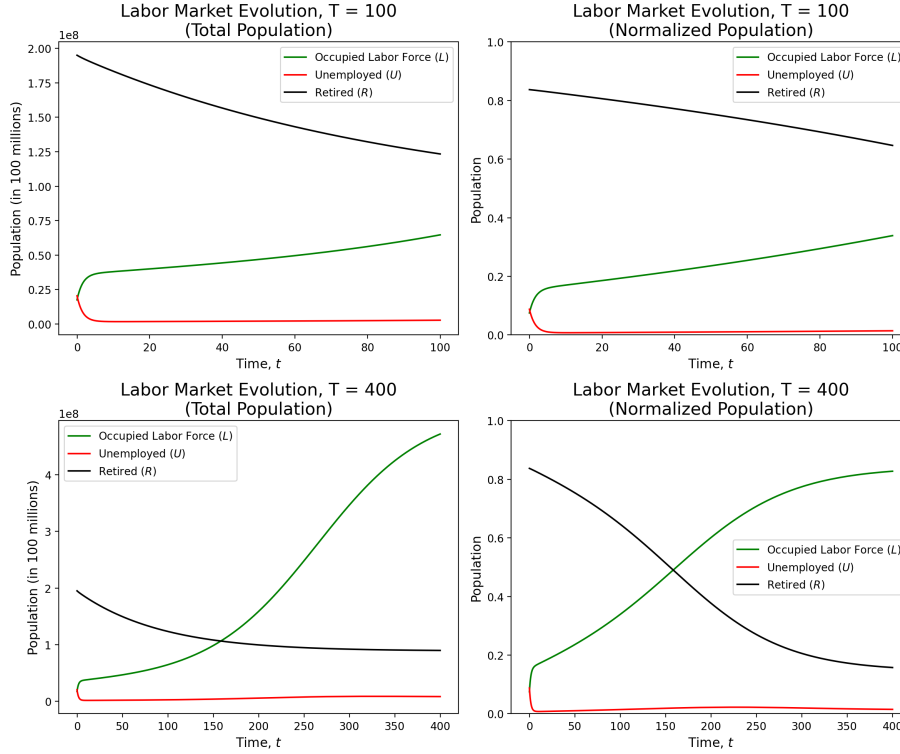 Labor Market Evolution, T = 100
(Total Population)
1e8
Population (in 100 millions)
2.00
1.75
1.50
1.25
1.00
0.75
0.50
0.25
0.00
Occupied Labor Force (L)
Unemployed (U)
Retired (R)
0 20 40 60 80 100
Time, t
Labor Market Evolution, T = 100
(Normalized Population)
Population
1.0
0.8
0.6
0.4
0.2
0.0
Occupied Labor Force (L)
Unemployed (U)
Retired (R)
0 20 40 60 80 100
Time, t
Labor Market Evolution, T = 400
(Total Population)
1e8
Population (in 100 millions)
4
3
2
1
0
Occupied Labor Force (L)
Unemployed (U)
Retired (R)
0 50 100 150 200 250 300 350 400
Time, t
Labor Market Evolution, T = 400
(Normalized Population)
Population
1.0
0.8
0.6
0.4
0.2
0.0
Occupied Labor Force (L)
Unemployed (U)
Retired (R)
0 50 100 150 200 250 300 350 400
Time, t